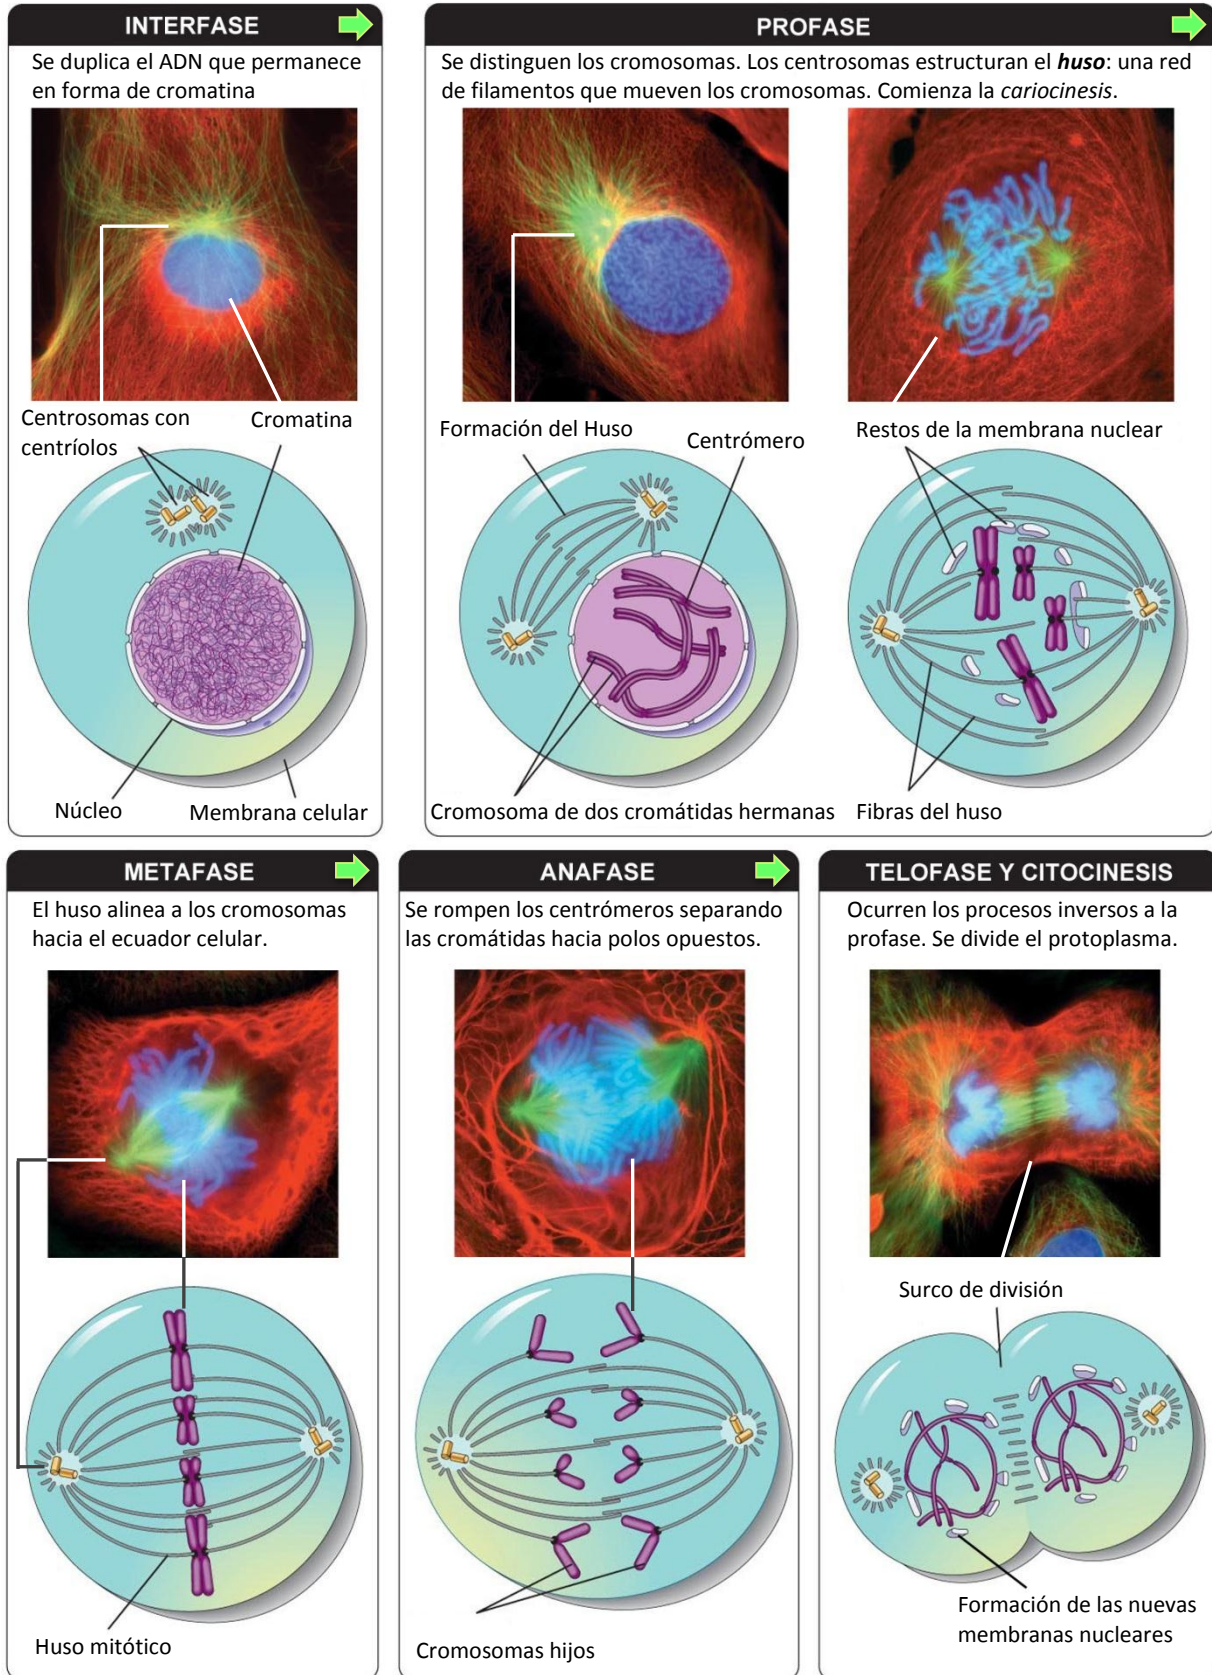 INTERFASE
Se duplica el ADN que permanece
en forma de cromatina
Centrosomas con
centríolos
Cromatina
Núcleo
Membrana celular
PROFASE
Se distinguen los cromosomas. Los centrosomas estructuran el huso: una red
de filamentos que mueven los cromosomas. Comienza la cariocinesis.
Formación del Huso
Centrómero
Restos de la membrana nuclear
Cromosoma de dos cromátidas hermanas
Fibras del huso
METAFASE
El huso alinea a los cromosomas
hacia el ecuador celular.
Huso mitótico
ANAFASE
Se rompen los centrómeros separando
las cromátidas hacia polos opuestos.
Cromosomas hijos
TELOFASE Y CITOCINESIS
Ocurren los procesos inversos a la
profase. Se divide el protoplasma.
Surco de división
Formación de las nuevas
membranas nucleares